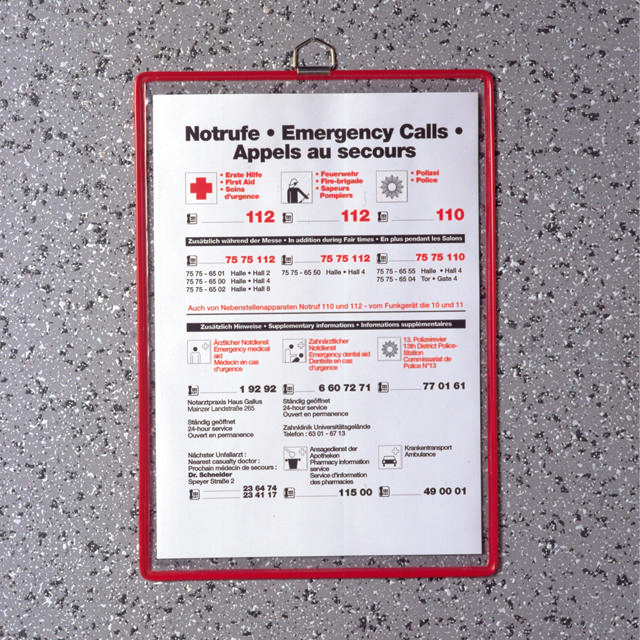 Notrufe • Emergency Calls •
Appels au secours
• Erste Hilfe
• First Aid
• Soins
d'urgence
112
• Feuerwehr
• Fire-brigade
• Sapeurs
Pompiers
112
• Polizei
• Police
110
Zusätzlich während der Messe • In addition during Fair times • En plus pendant les Salons
75 75 112
75 75 - 65 01 Halle • Hall 2
75 75 - 65 00 Halle • Hall 4
75 75 - 65 02 Halle • Hall 8
75 75 112
75 75 - 65 50 Halle • Hall 4
75 75 110
75 75 - 65 55 Halle • Hall 4
75 75 - 65 04 Tor • Gate 4
Auch von Nebenstellenapparaten Notruf 110 und 112 - vom Funkgerät die 10 und 11
Zusätzlich Hinweise • Supplementary informations • Informations supplémentaires
Ärztlicher Notdienst
Emergency medical
aid
Médecin en cas
d'urgence
1 92 92
Notarztpraxis Haus Gallus
Mainzer Landstraße 265
Ständig geöffnet
24-hour service
Ouvert en permanence
Zahnärztlicher
Notdienst
Emergency dental aid
Dentiste en cas
d'urgence
6 60 72 71
Ständig geöffnet
24-hour service
Ouvert en permanence
Zahnklinik Universitätsgelände
Telefon : 63 01 - 67 13
13. Polizeirevier
13th District Police-
Station
Commissariat de
Police N°13
77 01 61
Nächster Unfallarzt :
Nearest casualty doctor :
Prochain médecin de secours :
Dr. Schneider
Speyer Straße 2
23 64 74
23 41 17
Ansagedienst der
Apotheken
Pharmacy information
service
Service d'information
des pharmacies
115 00
Krankentransport
Ambulance
49 00 01